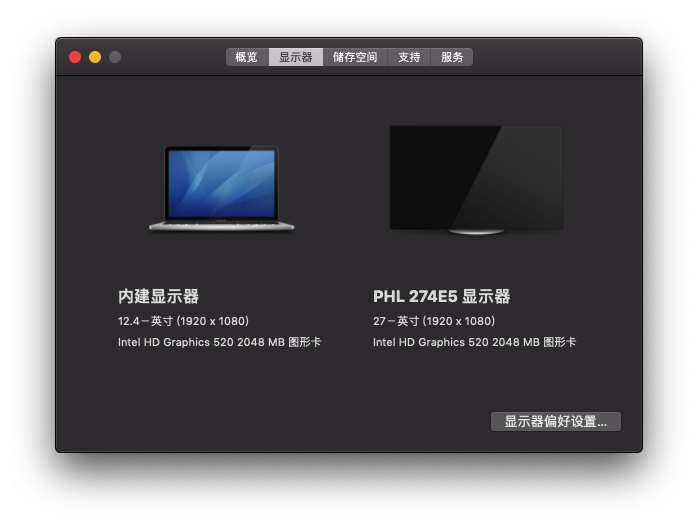 概览 显示器 储存空间 支持 服务
内建显示器
12.4－英寸 (1920 x 1080)
Intel HD Graphics 520 2048 MB 图形卡
PHL 274E5 显示器
27－英寸 (1920 x 1080)
Intel HD Graphics 520 2048 MB 图形卡
显示器偏好设置...